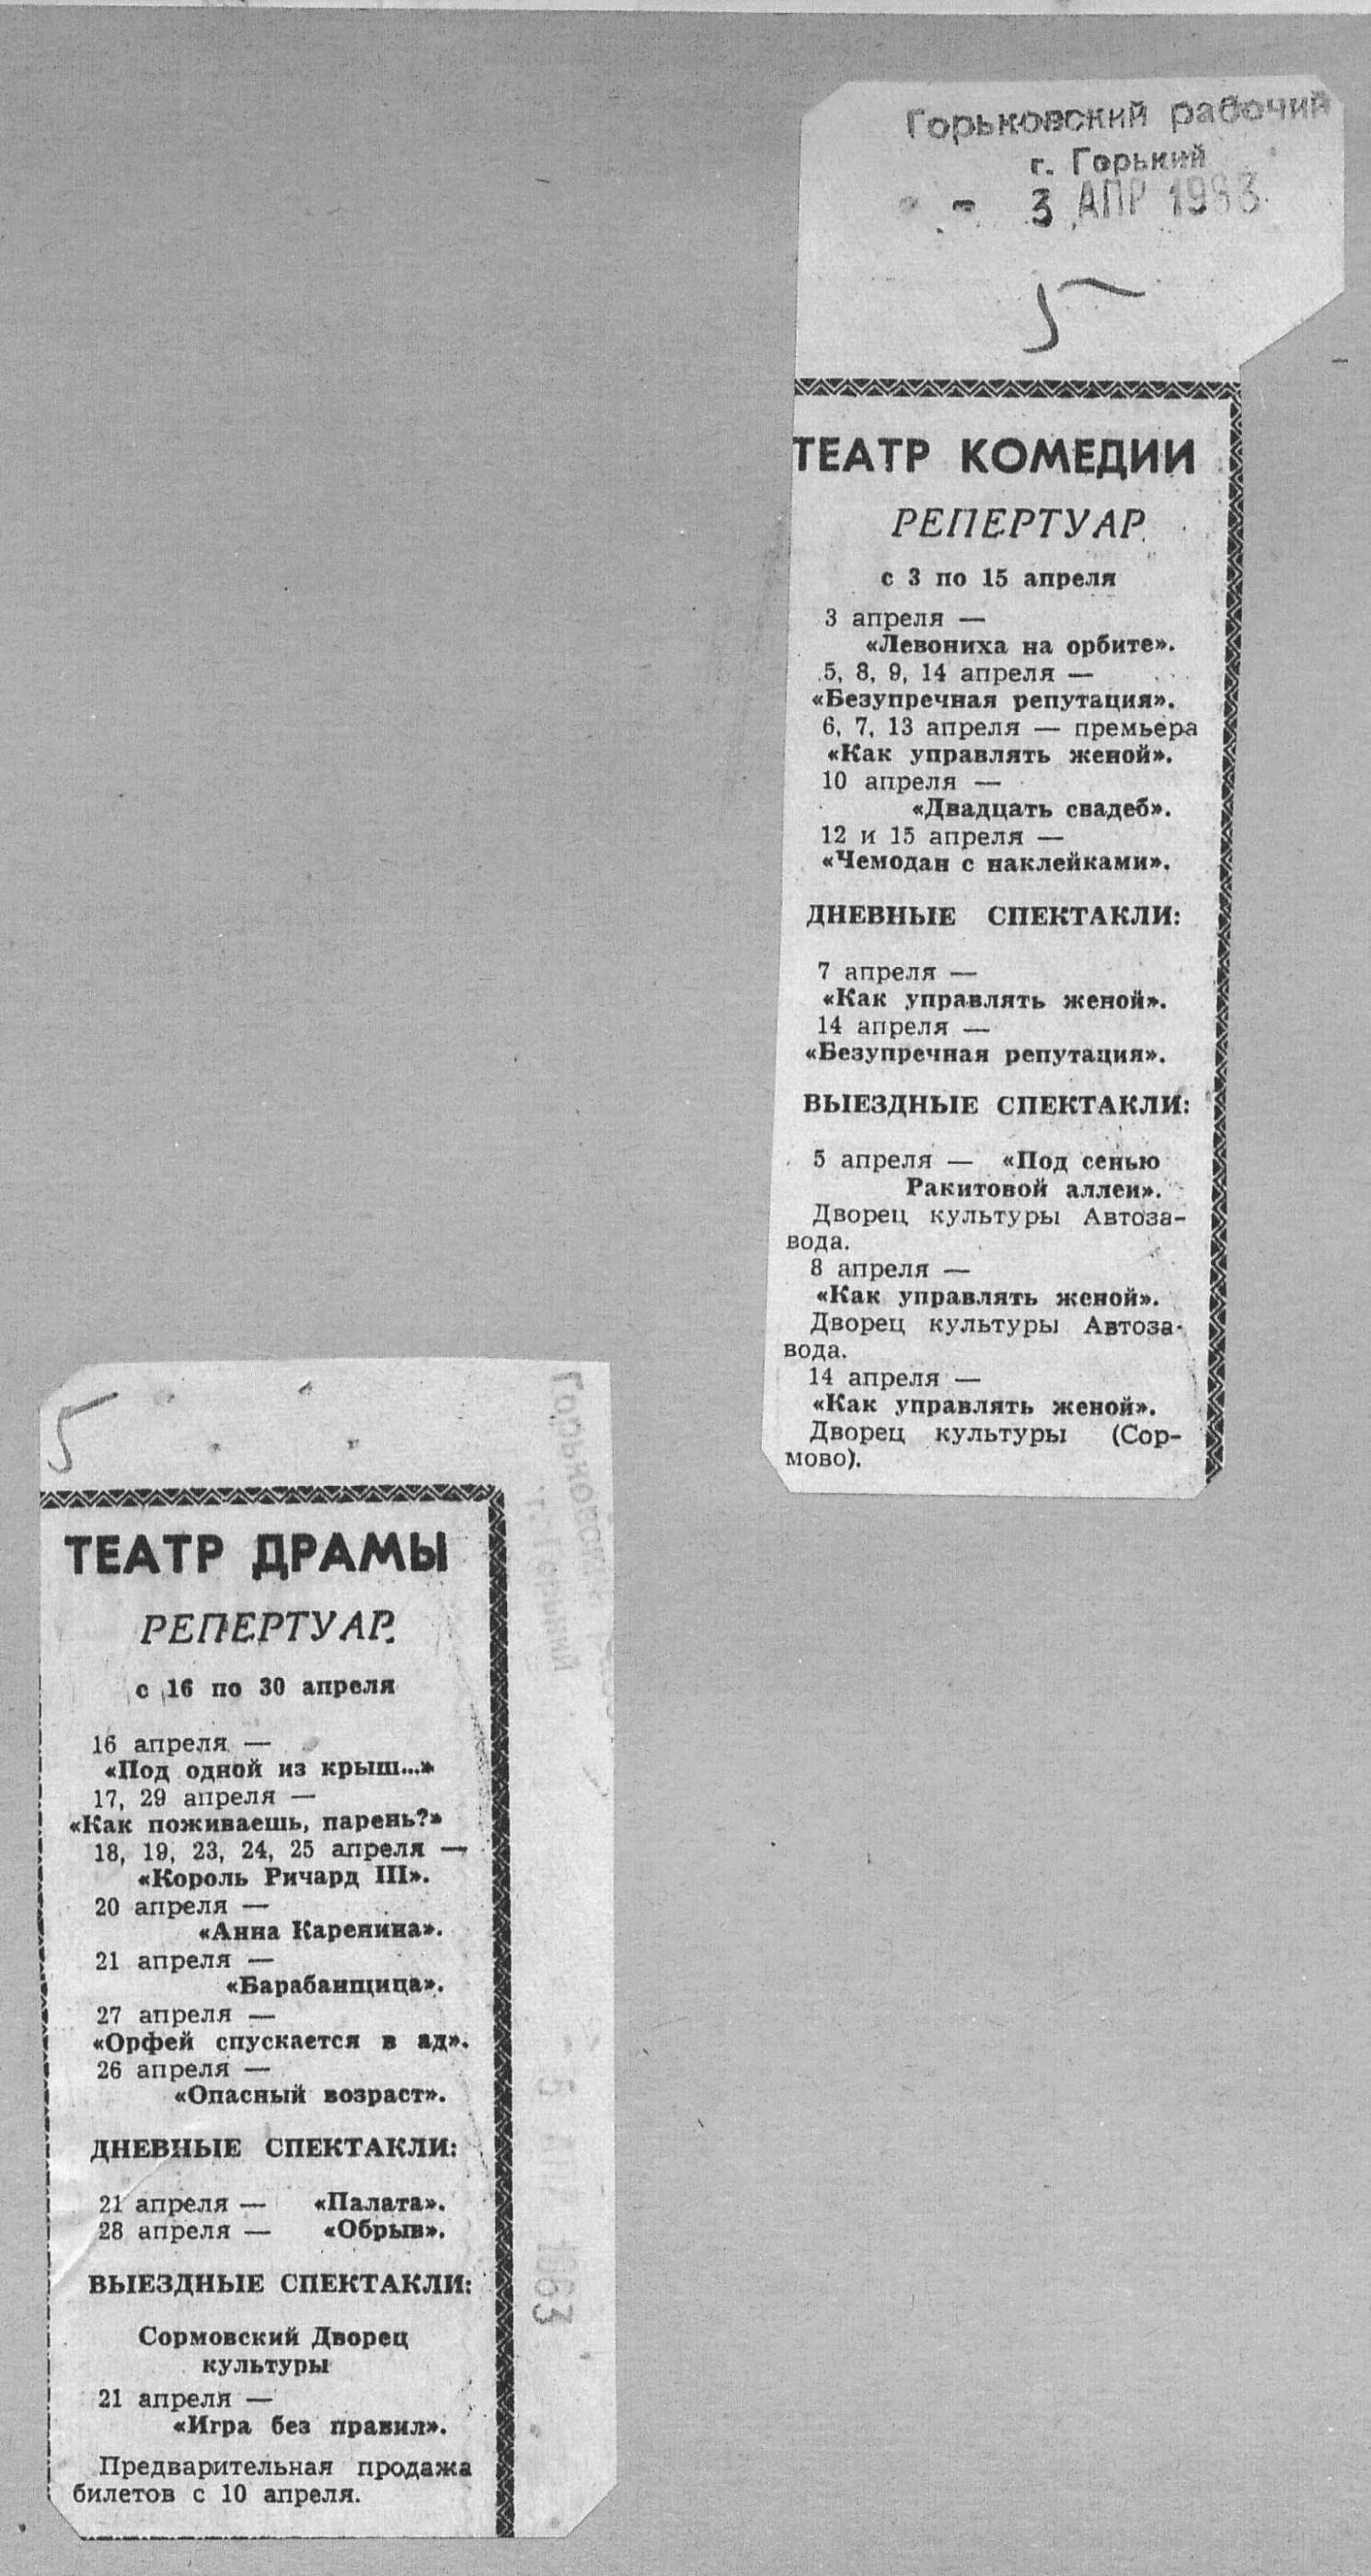 Горьковский рабочий
г. Горький
- 3 АПР 1963
5
ТЕАТР КОМЕДИИ
РЕПЕРТУАР
с 3 по 15 апреля
3 апреля —
«Левониха на орбите».
5, 8, 9, 14 апреля —
«Безупречная репутация».
6, 7, 13 апреля — премьера
«Как управлять женой».
10 апреля —
«Двадцать свадеб».
12 и 15 апреля —
«Чемодан с наклейками».
ДНЕВНЫЕ СПЕКТАКЛИ:
7 апреля —
«Как управлять женой».
14 апреля —
«Безупречная репутация».
ВЫЕЗДНЫЕ СПЕКТАКЛИ:
5 апреля — «Под сенью
Ракитовой аллеи».
Дворец культуры Автоза-
вода.
8 апреля —
«Как управлять женой».
Дворец культуры Автоза-
вода.
14 апреля —
«Как управлять женой».
Дворец культуры (Сор-
мово).
5
ТЕАТР ДРАМЫ
РЕПЕРТУАР
с 16 по 30 апреля
16 апреля —
«Под одной из крыш...»
17, 29 апреля —
«Как поживаешь, парень?»
18, 19, 23, 24, 25 апреля —
«Король Ричард III».
20 апреля —
«Анна Каренина».
21 апреля —
«Барабанщица».
27 апреля —
«Орфей спускается в ад».
26 апреля —
«Опасный возраст».
ДНЕВНЫЕ СПЕКТАКЛИ:
21 апреля — «Палата».
28 апреля — «Обрыв».
ВЫЕЗДНЫЕ СПЕКТАКЛИ:
Сормовский Дворец
культуры
21 апреля —
«Игра без правил».
Предварительная продажа
билетов с 10 апреля.